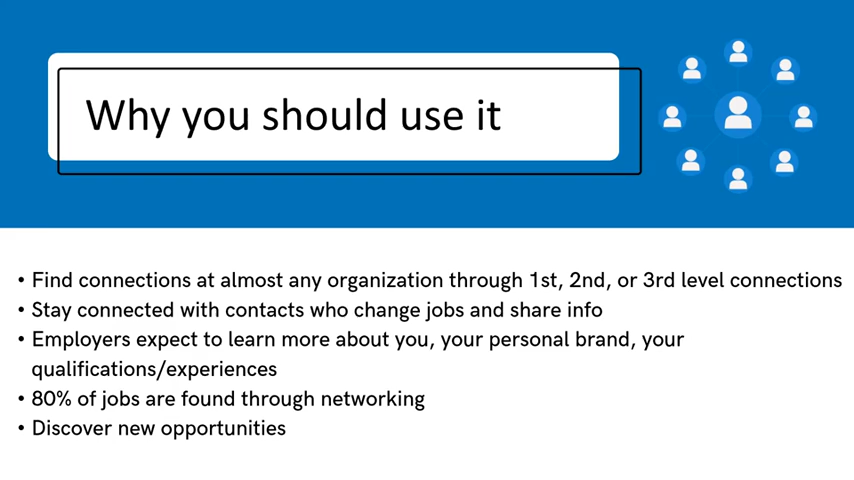 Why you should use it
• Find connections at almost any organization through 1st, 2nd, or 3rd level connections
• Stay connected with contacts who change jobs and share info
• Employers expect to learn more about you, your personal brand, your
qualifications/experiences
• 80% of jobs are found through networking
• Discover new opportunities